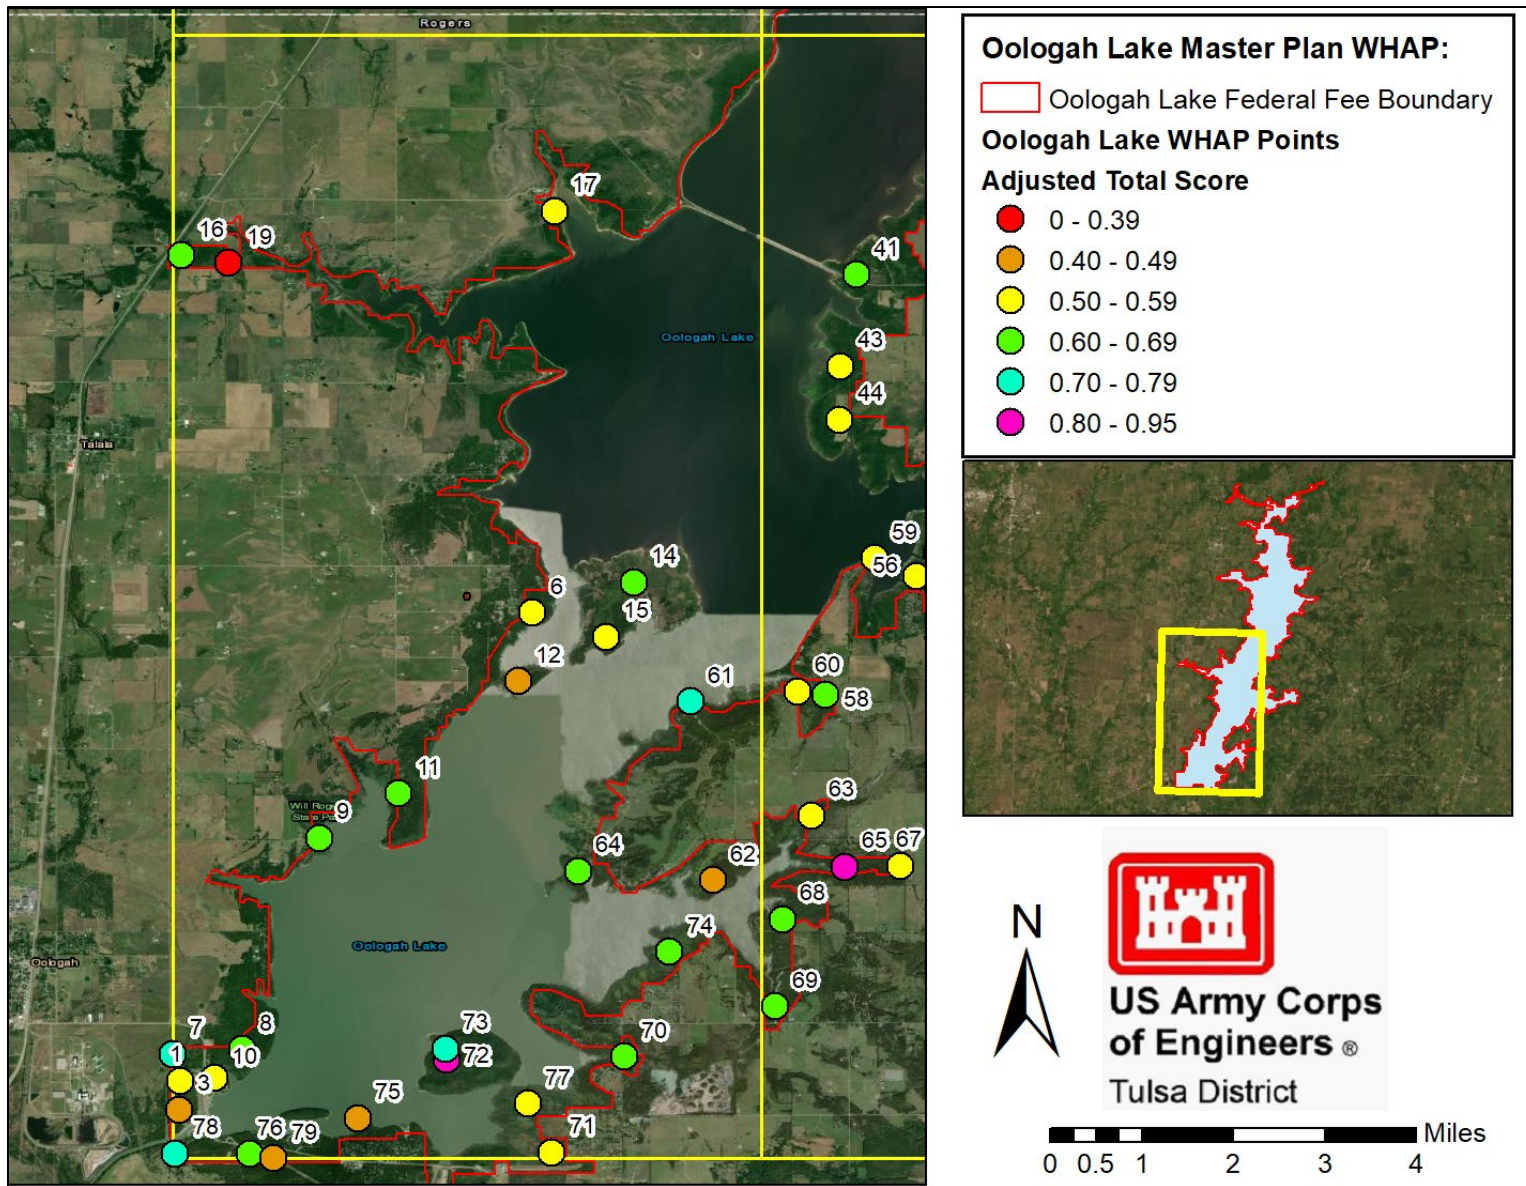 Rogers
17
16
19
41
Oologah Lake
43
44
Talala
59
56
14
6
15
12
61
60
58
11
Will Rog
State Pa
9
63
64
62
65
67
68
74
Oologah Lake
Oologah
69
7
8
73
70
1
10
72
3
77
75
78
76
79
71
Oologah Lake Master Plan WHAP:
Oologah Lake Federal Fee Boundary
Oologah Lake WHAP Points
Adjusted Total Score
0 - 0.39
0.40 - 0.49
0.50 - 0.59
0.60 - 0.69
0.70 - 0.79
0.80 - 0.95
N
US Army Corps
of Engineers ®
Tulsa District
Miles
0 0.5 1 2 3 4